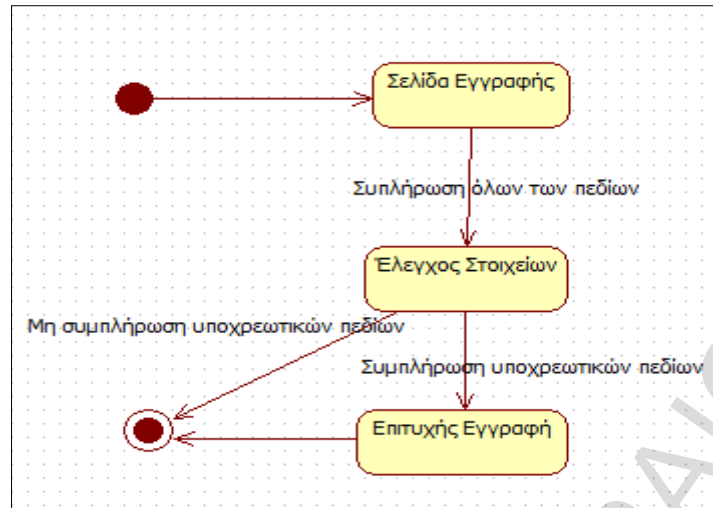 Σελίδα Εγγραφής
Συπλήρωση όλων των πεδίων
Έλεγχος Στοιχείων
Μη συμπλήρωση υποχρεωτικών πεδίων
Συμπλήρωση υποχρεωτικών πεδίων
Επιτυχής Εγγραφή